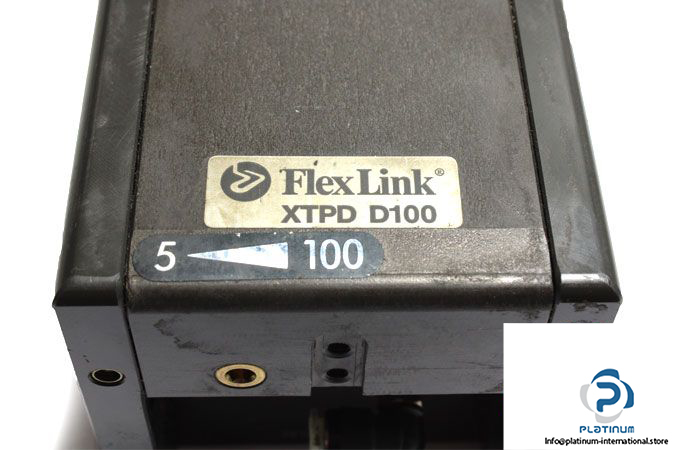 FlexLink®
XTPD D100
5 100
PLATINUM
Info@platinum-international.store